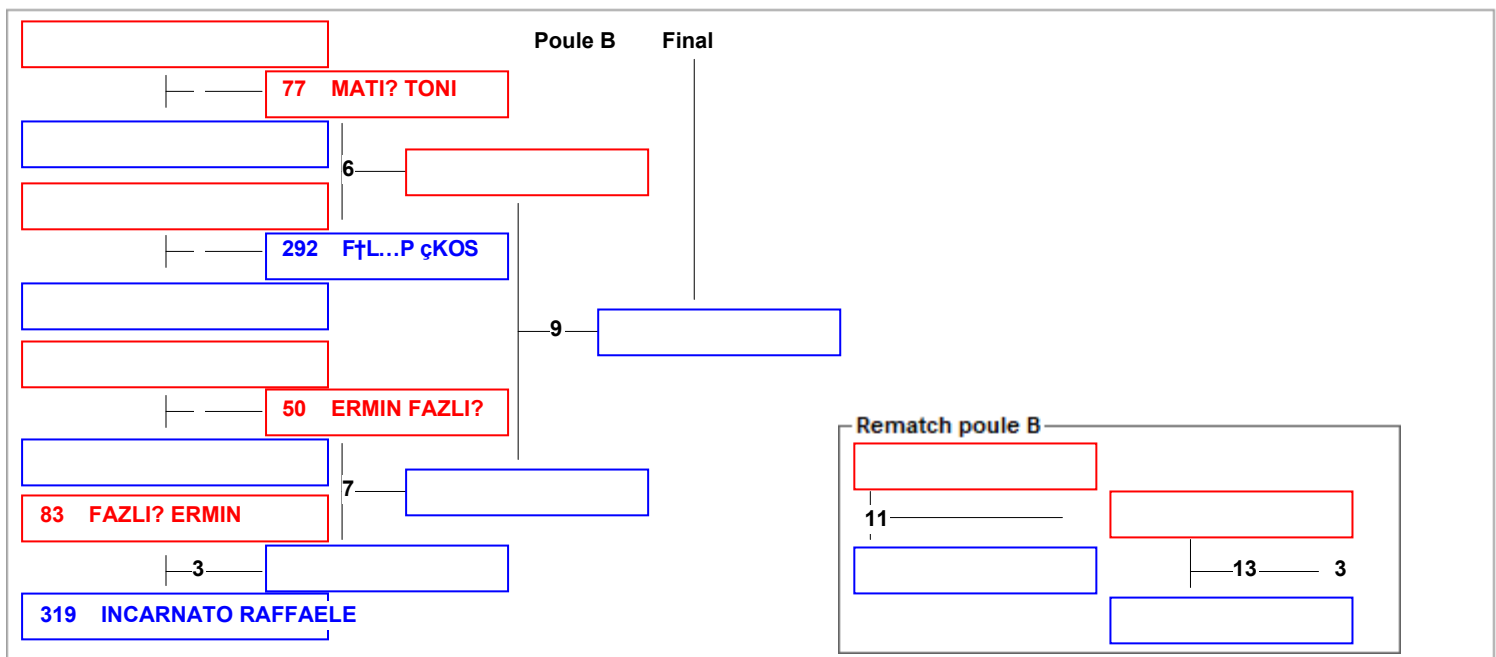 Poule B Final
77 MATI? TONI
6
292 F†L…P çKOS
9
50 ERMIN FAZLI?
Rematch poule B
7
83 FAZLI? ERMIN
11
3
13 3
319 INCARNATO RAFFAELE